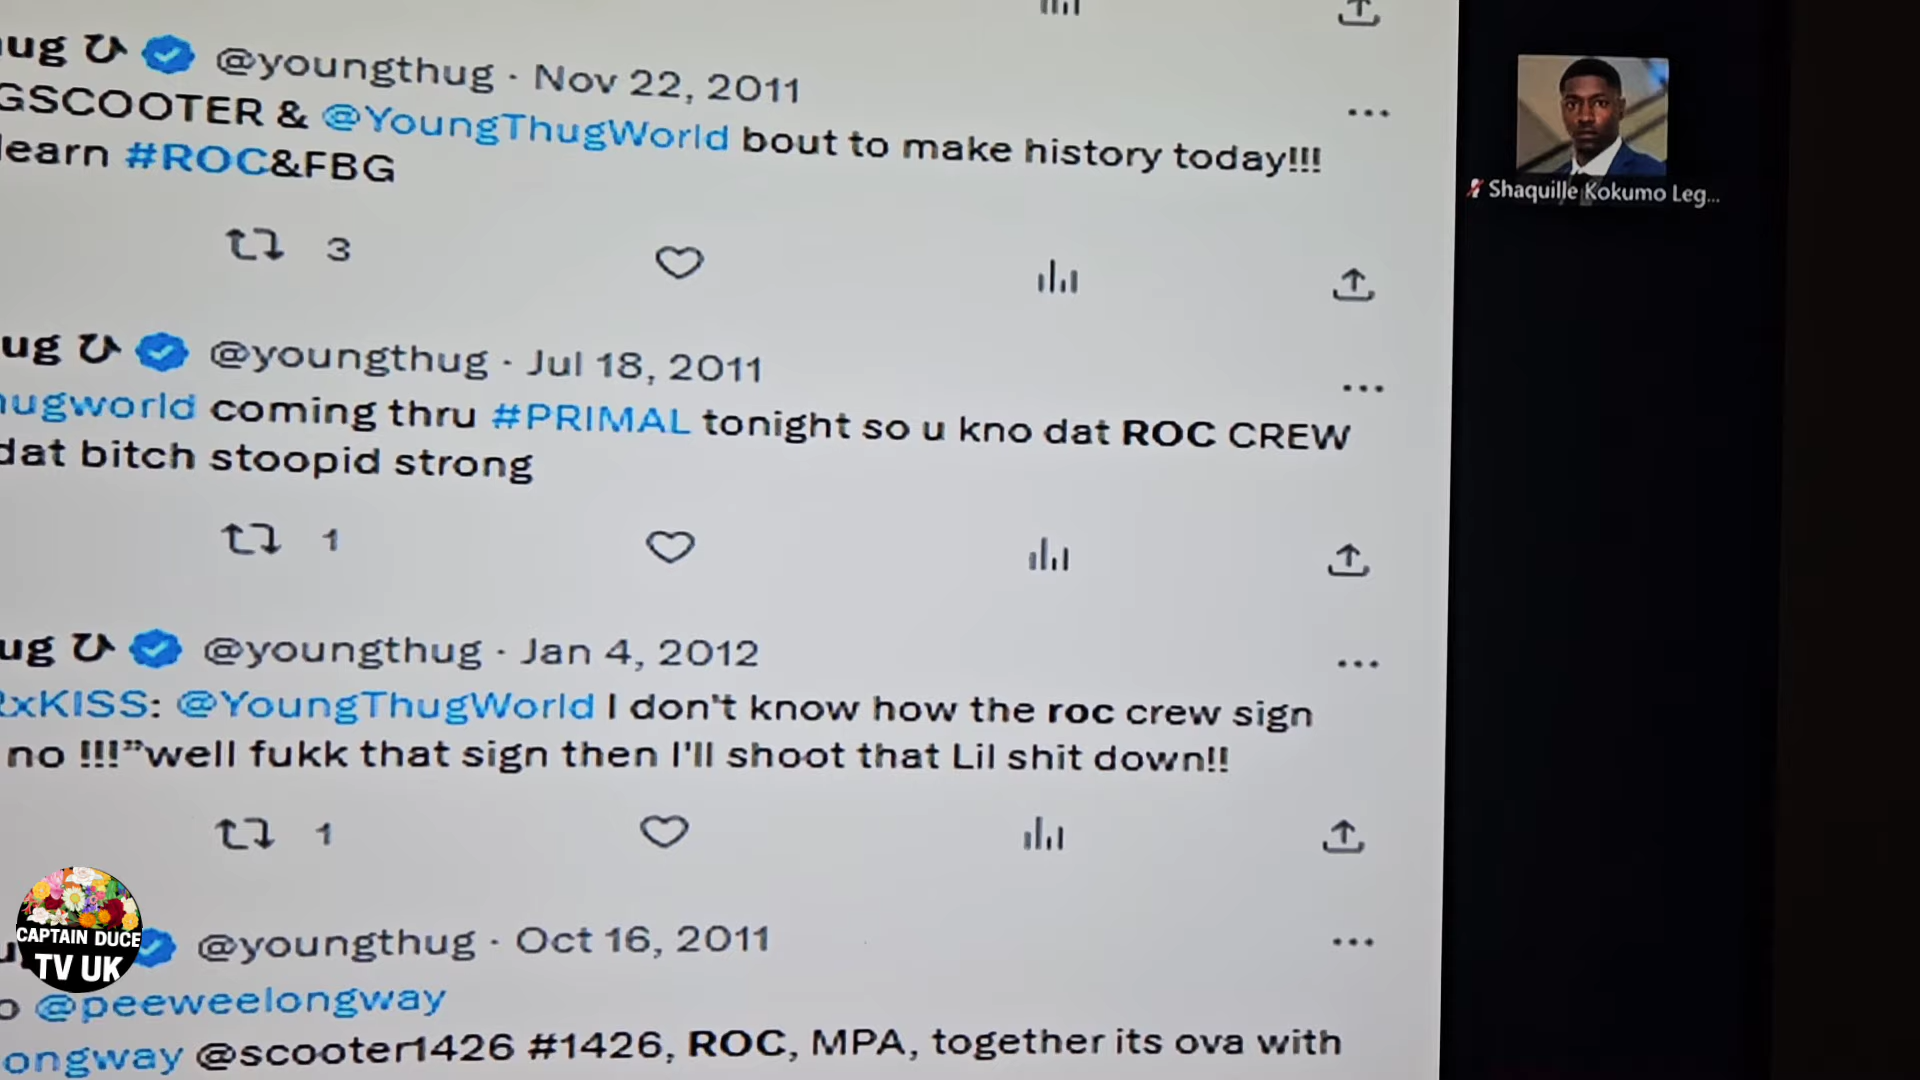 ug ひ @youngthug · Nov 22, 2011
GSCOOTER & @YoungThugWorld bout to make history today!!!
learn #ROC&FBG
3
ug ひ @youngthug · Jul 18, 2011
ugworld coming thru #PRIMAL tonight so u kno dat ROC CREW
dat bitch stoopid strong
1
ug ひ @youngthug · Jan 4, 2012
xKISS: @YoungThugWorld I don't know how the roc crew sign
no !!!”well fukk that sign then I'll shoot that Lil shit down!!
1
@youngthug · Oct 16, 2011
o @peeweelongway
ongway @scooter1426 #1426, ROC, MPA, together its ova with
Shaquille Kokumo Leg...
CAPTAIN DUCE
TV UK